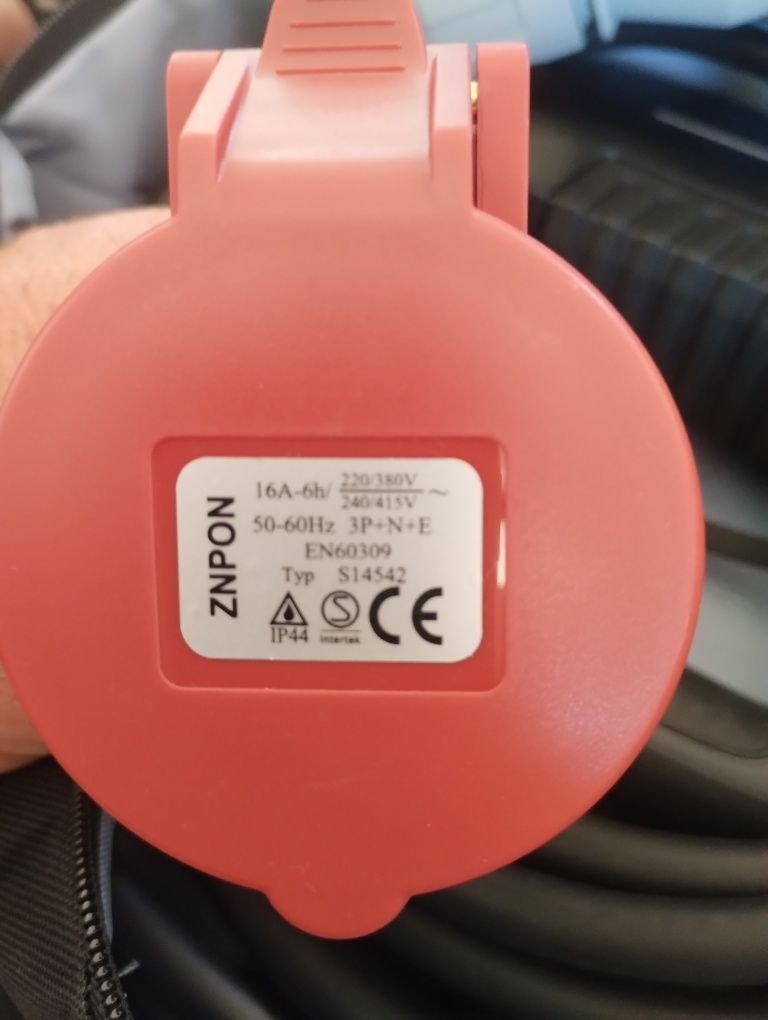 ZNPON
16A-6h/ 220/380V
240/415V ~
50-60Hz 3P+N+E
EN60309
Typ S14542
S CE
IP44 Intertek